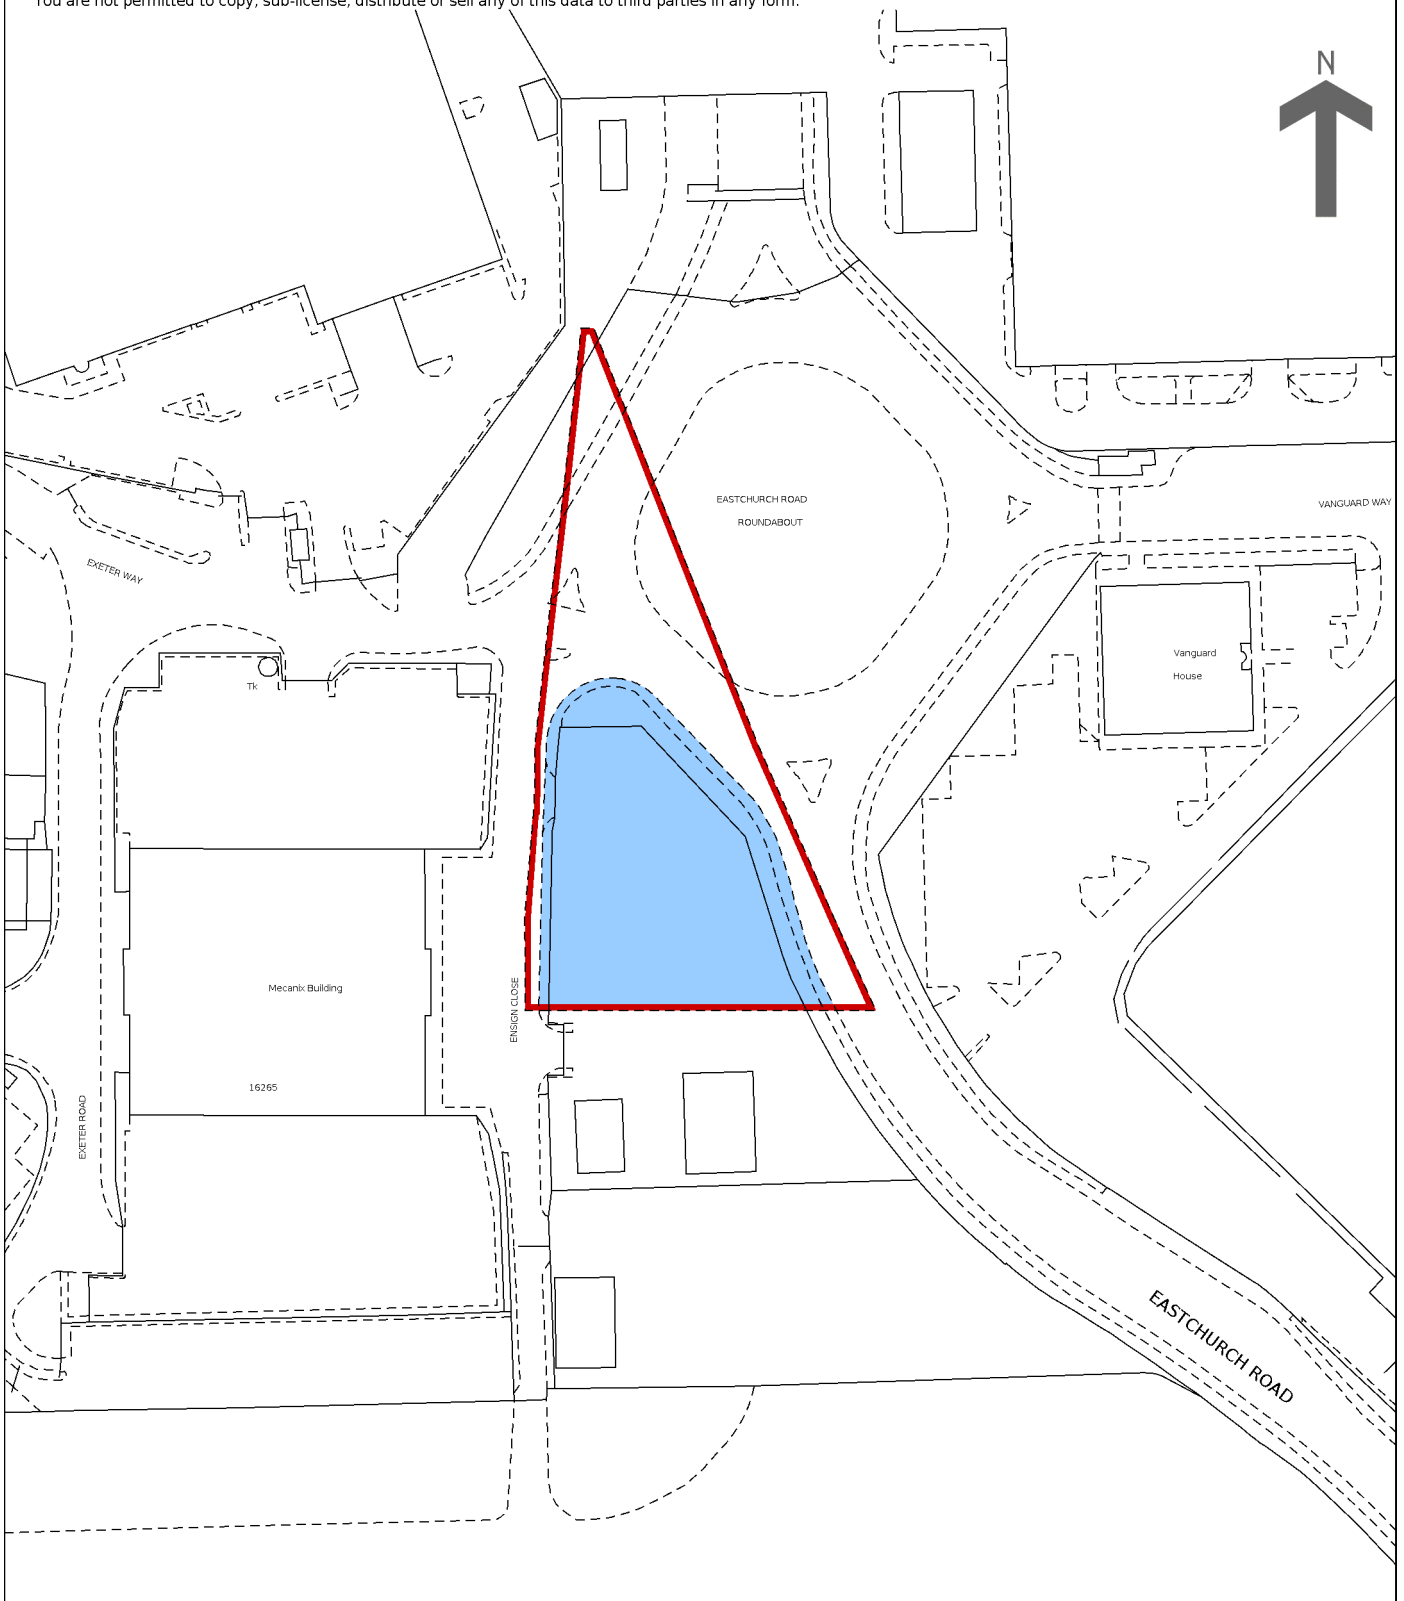 You are not permitted to copy, sub-license, distribute or sell any of this data to third parties in any form.
N
EASTCHURCH ROAD
ROUNDABOUT
VANGUARD WAY
EXETER WAY
Vanguard
House
Tk
Mecanix Building
ENSIGN CLOSE
16265
EXETER ROAD
EASTCHURCH ROAD